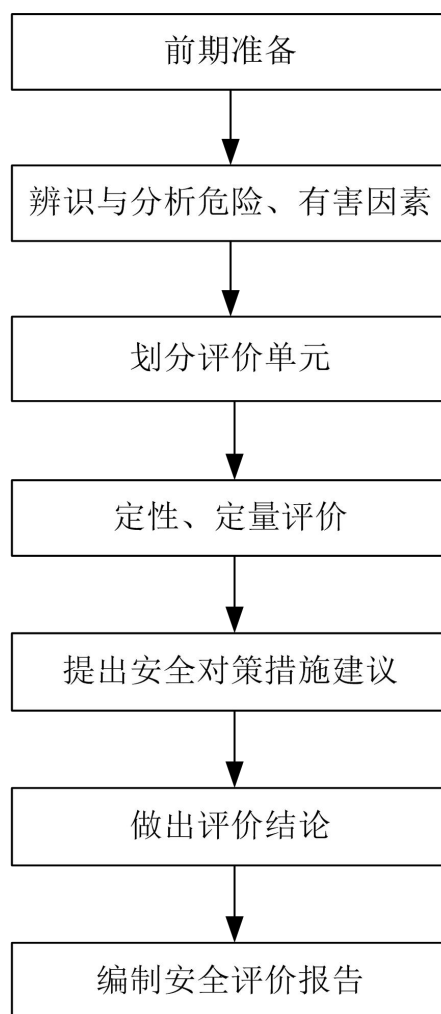 前期准备
辨识与分析危险、有害因素
划分评价单元
定性、定量评价
提出安全对策措施建议
做出评价结论
编制安全评价报告